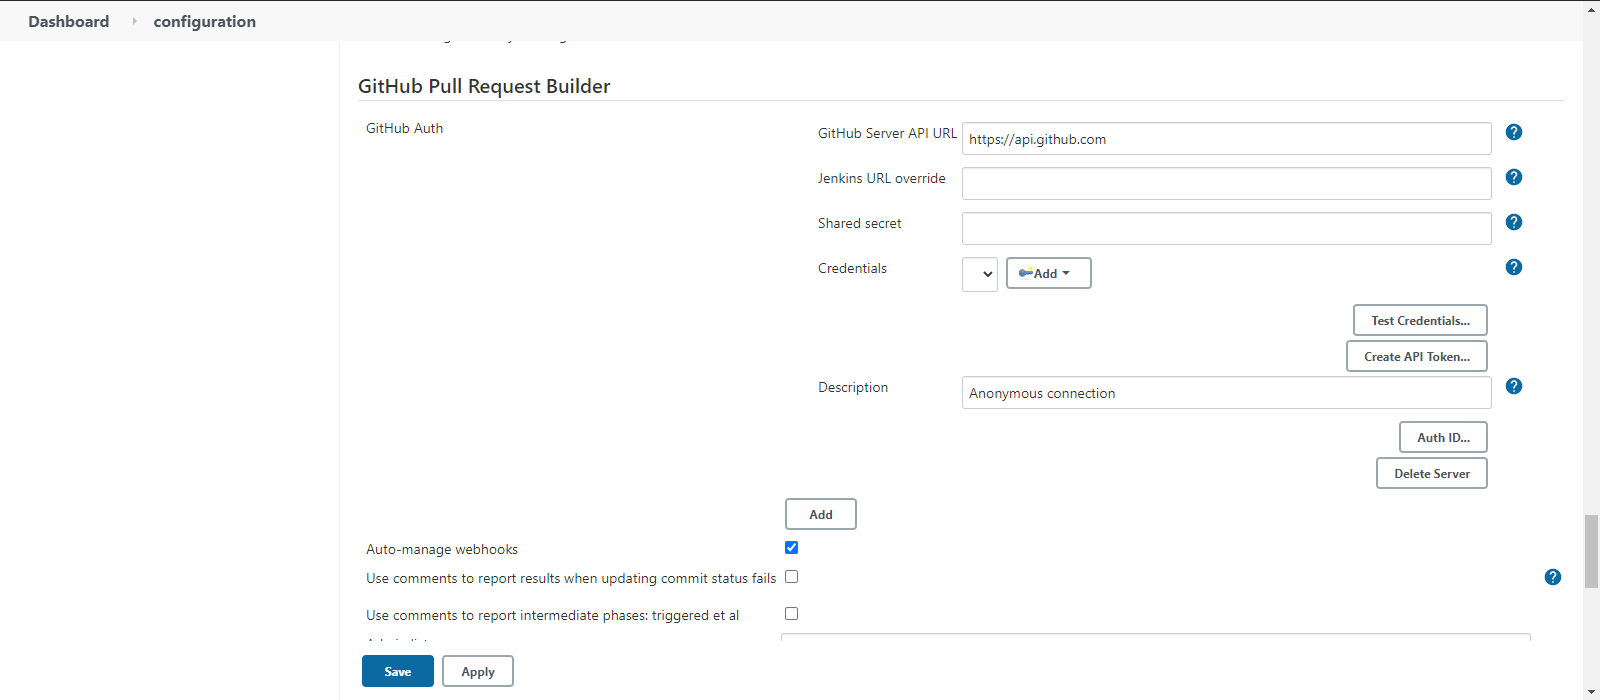 Dashboard configuration
GitHub Pull Request Builder
GitHub Auth
GitHub Server API URL https://api.github.com ?
Jenkins URL override ?
Shared secret ?
Credentials Add ?
Test Credentials...
Create API Token...
Description Anonymous connection ?
Auth ID...
Delete Server
Add
Auto-manage webhooks
Use comments to report results when updating commit status fails ?
Use comments to report intermediate phases: triggered et al
Save Apply